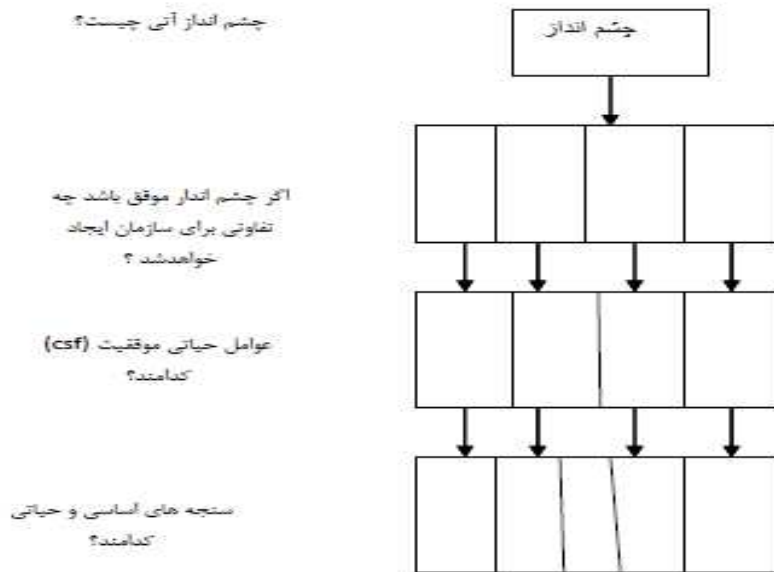 چشم انداز آتی چیست؟
چشم انداز
اگر چشم اندار موفق باشد چه
تفاوتی برای سازمان ایجاد
خواهدشد ؟
عوامل حیاتی موفقیت (csf)
کدامند؟
سنجه های اساسی و حیاتی
کدامند؟